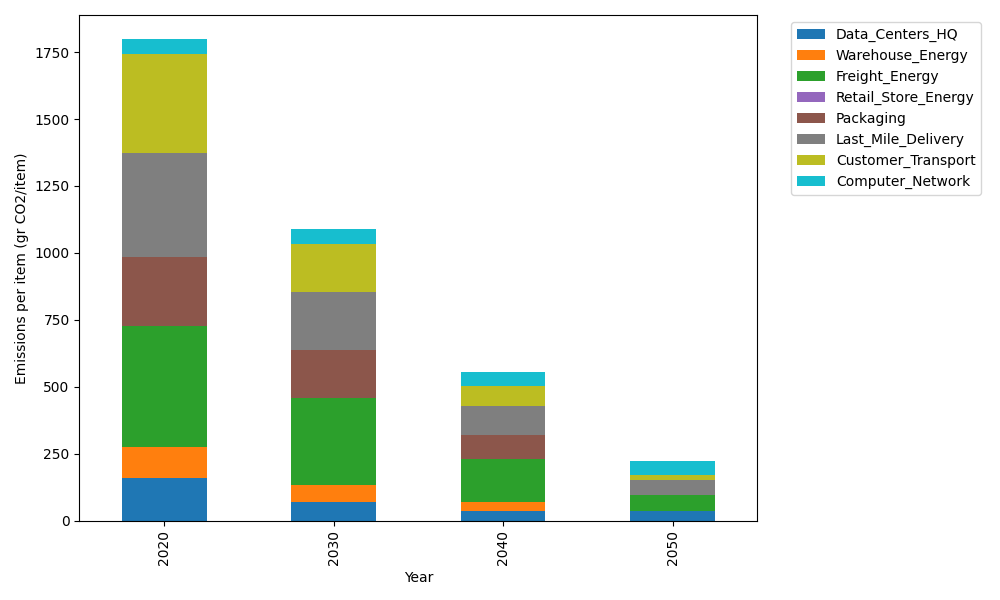 1750
1500
1250
1000
750
500
250
0
Emissions per item (gr CO2/item)
2020
2030
2040
2050
Year
Data_Centers_HQ
Warehouse_Energy
Freight_Energy
Retail_Store_Energy
Packaging
Last_Mile_Delivery
Customer_Transport
Computer_Network